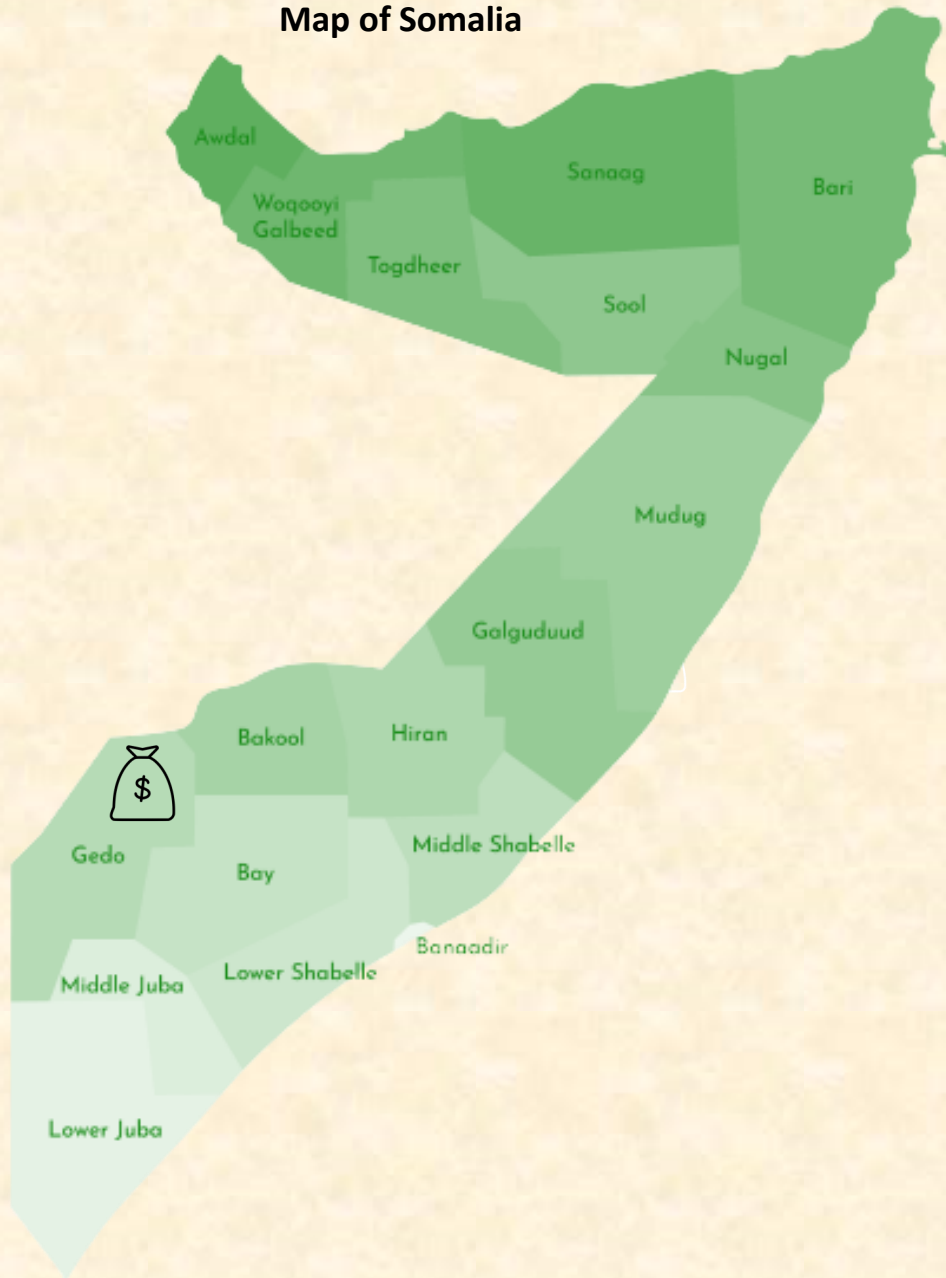 Map of Somalia
Awdal
Sanaag
Bari
Woqooyi
Galbeed
Togdheer
Sool
Nugal
Mudug
Galguduud
Hiran
Bakool
$
Middle Shabelle
Gedo
Bay
Banaadir
Lower Shabelle
Middle Juba
Lower Juba